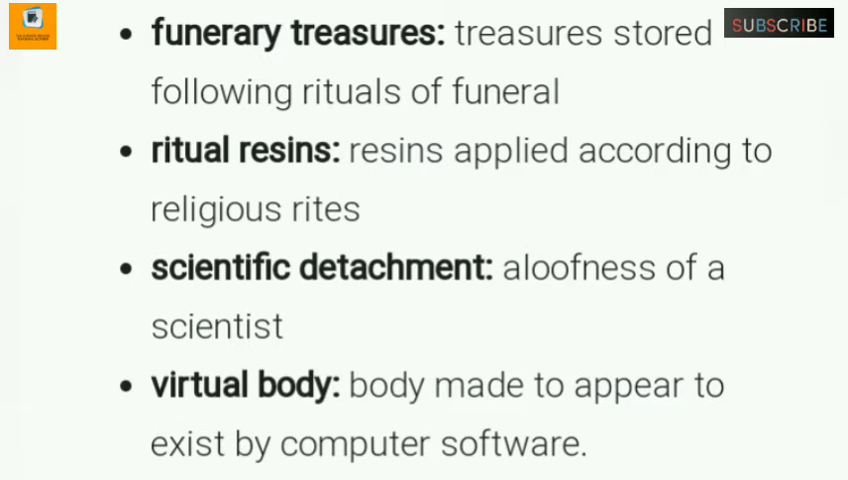 SUBSCRIBE
• funerary treasures: treasures stored
following rituals of funeral
• ritual resins: resins applied according to
religious rites
• scientific detachment: aloofness of a
scientist
• virtual body: body made to appear to
exist by computer software.